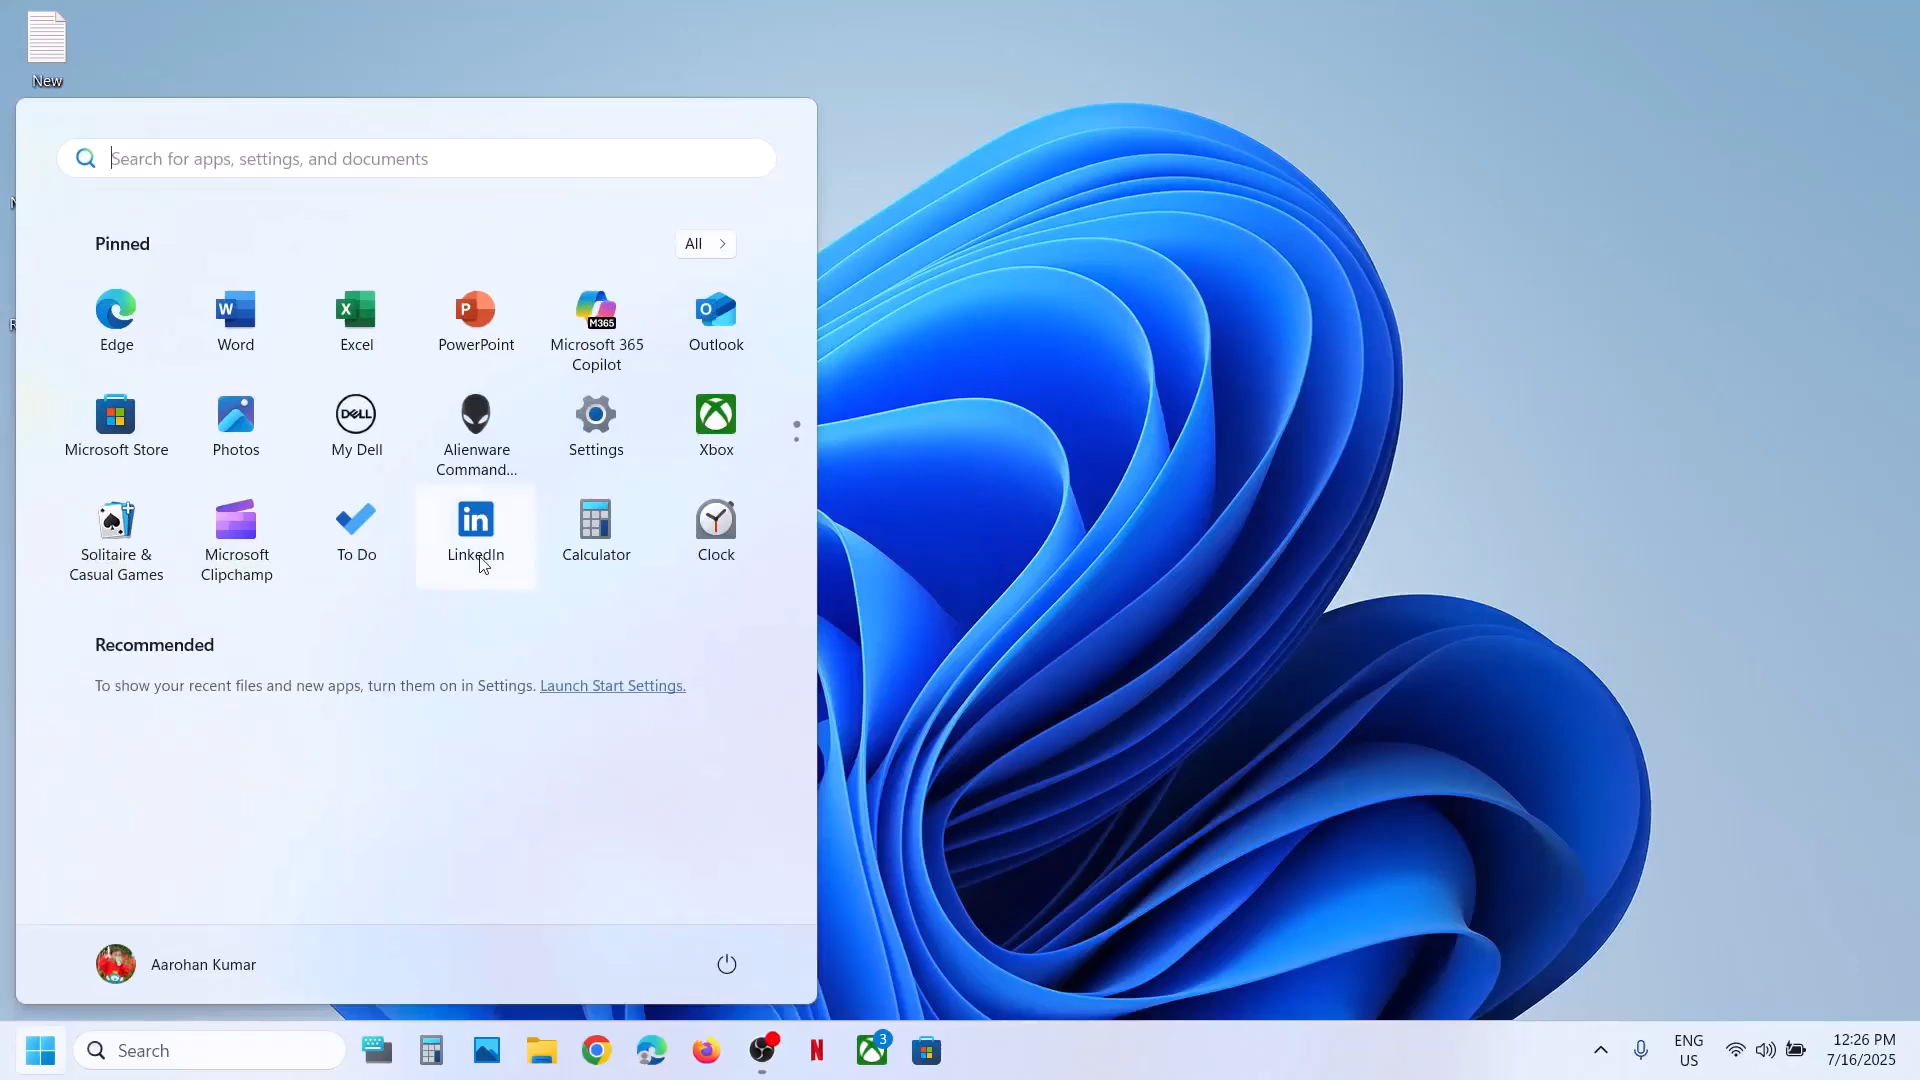 New
Search for apps, settings, and documents
Pinned
All
Edge
Word
Excel
PowerPoint
Microsoft 365
Copilot
Outlook
Microsoft Store
Photos
My Dell
Alienware
Command...
Settings
Xbox
Solitaire &
Casual Games
Microsoft
Clipchamp
To Do
LinkedIn
Calculator
Clock
Recommended
To show your recent files and new apps, turn them on in Settings. Launch Start Settings.
Aarohan Kumar
Search
3
ENG
US
12:26 PM
7/16/2025